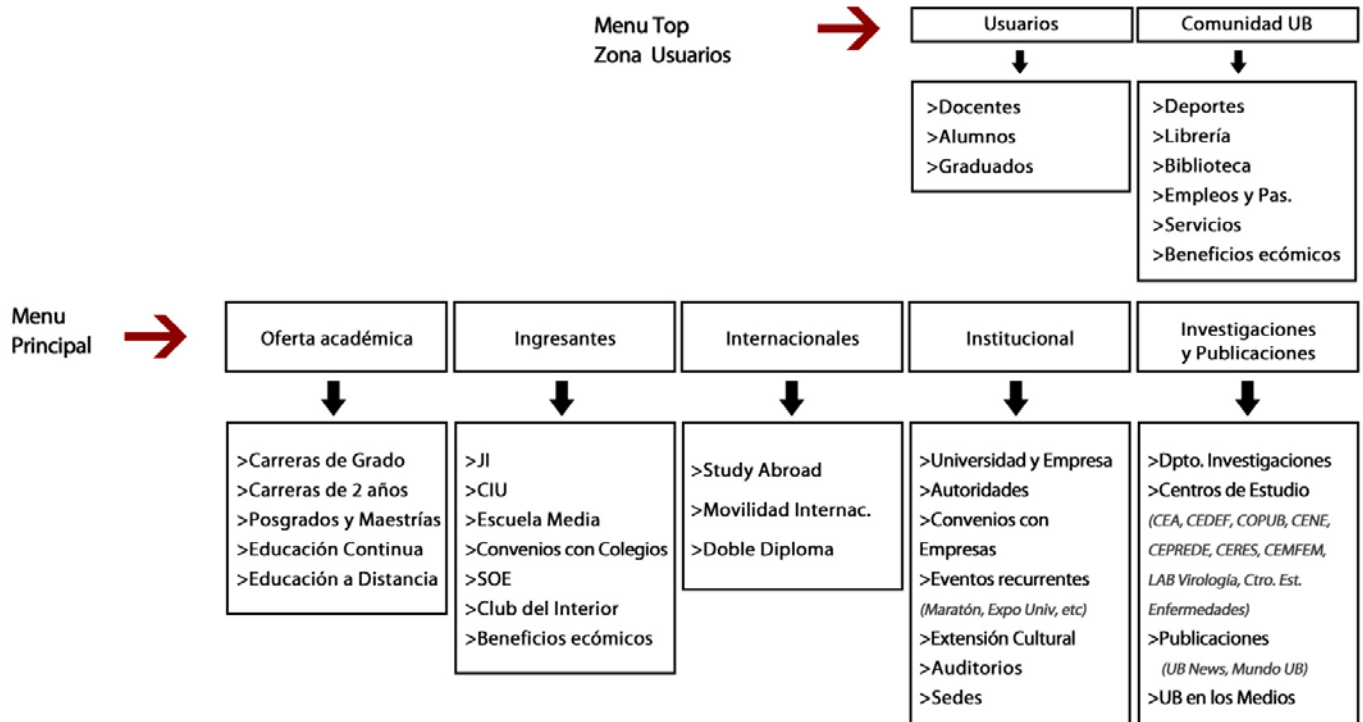 Menu Top
Zona Usuarios
Usuarios
>Docentes
>Alumnos
>Graduados
Comunidad UB
>Deportes
>Librería
>Biblioteca
>Empleos y Pas.
>Servicios
>Beneficios ecómicos
Menu
Principal
Oferta académica
>Carreras de Grado
>Carreras de 2 años
>Posgrados y Maestrías
>Educación Continua
>Educación a Distancia
Ingresantes
>JI
>CIU
>Escuela Media
>Convenios con Colegios
>SOE
>Club del Interior
>Beneficios ecómicos
Internacionales
>Study Abroad
>Movilidad Internac.
>Doble Diploma
Institucional
>Universidad y Empresa
>Autoridades
>Convenios con
Empresas
>Eventos recurrentes
(Maratón, Expo Univ, etc)
>Extensión Cultural
>Auditorios
>Sedes
Investigaciones
y Publicaciones
>Dpto. Investigaciones
>Centros de Estudio
(CEA, CEDEF, COPUB, CENE,
CEPREDE, CERES, CEMFEM,
LAB Virología, Ctro. Est.
Enfermedades)
>Publicaciones
(UB News, Mundo UB)
>UB en los Medios